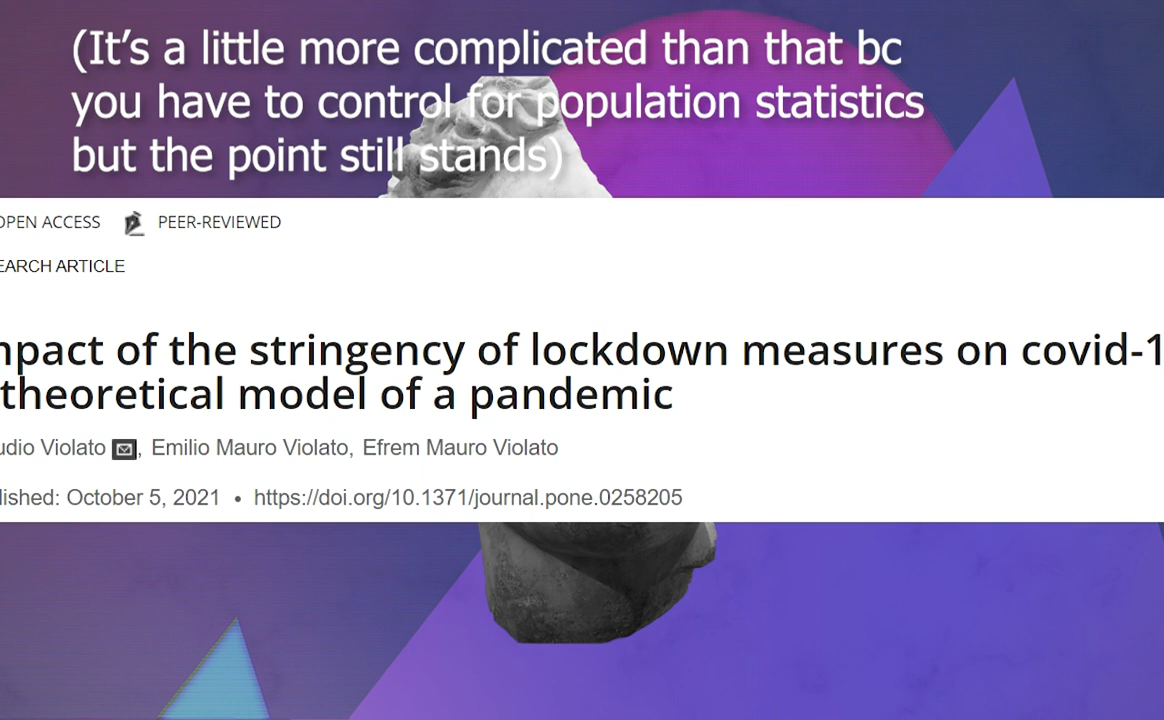 (It's a little more complicated than that bc
you have to control for population statistics
but the point still stands)
OPEN ACCESS PEER-REVIEWED
EARCH ARTICLE
npact of the stringency of lockdown measures on covid-1
theoretical model of a pandemic
udio Violato, Emilio Mauro Violato, Efrem Mauro Violato
lished: October 5, 2021 • https://doi.org/10.1371/journal.pone.0258205